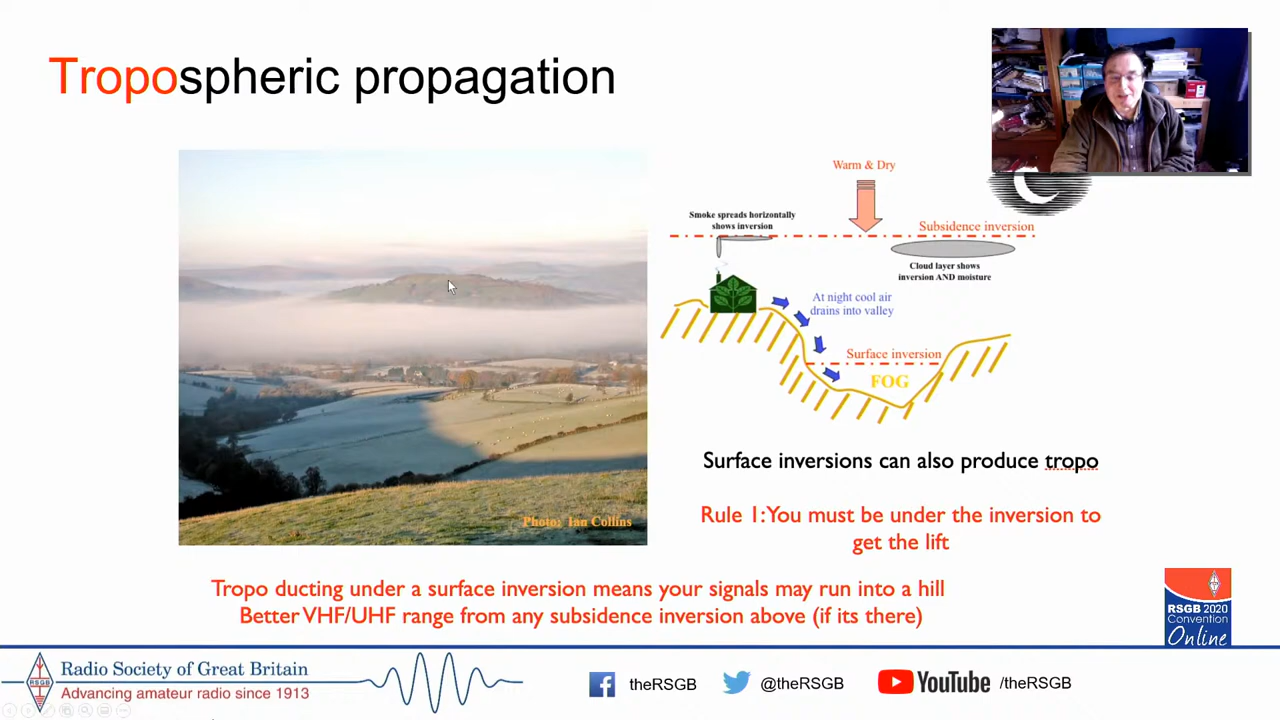 Tropospheric propagation
Warm & Dry
Smoke spreads horizontally
shows inversion
Subsidence inversion
Cloud layer shows
inversion AND moisture
At night cool air
drains into valley
Surface inversion
FOG
Photo: Ian Collins
Surface inversions can also produce tropo
Rule 1: You must be under the inversion to
get the lift
Tropo ducting under a surface inversion means your signals may run into a hill
Better VHF/UHF range from any subsidence inversion above (if its there)
RSGB 2020
Convention
Online
RSGB
Radio Society of Great Britain
Advancing amateur radio since 1913
theRSGB
@theRSGB
YouTube /theRSGB